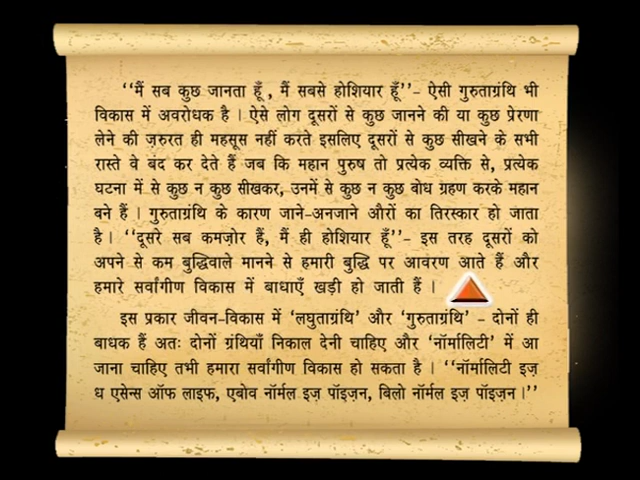 “मैं सब कुछ जानता हूँ , मैं सबसे होशियार हूँ”– ऐसी गुरुताग्रंथि भी
विकास में अवरोधक है । ऐसे लोग दूसरों से कुछ जानने की या कुछ प्रेरणा
लेने की ज़रुरत ही महसूस नहीं करते इसलिए दूसरों से कुछ सीखने के सभी
रास्ते वे बंद कर देते हैं जब कि महान पुरुष तो प्रत्येक व्यक्ति से, प्रत्येक
घटना में से कुछ न कुछ सीखकर, उनमें से कुछ न कुछ बोध ग्रहण करके महान
बने हैं । गुरुताग्रंथि के कारण जाने-अनजाने औरों का तिरस्कार हो जाता
है । “दूसरे सब कमज़ोर हैं, मैं ही होशियार हूँ”– इस तरह दूसरों को
अपने से कम बुद्धिवाले मानने से हमारी बुद्धि पर आवरण आते हैं और
हमारे सर्वांगीण विकास में बाधाएँ खड़ी हो जाती हैं ।
इस प्रकार जीवन-विकास में ‘लघुताग्रंथि’ और ‘गुरुताग्रंथि’ – दोनों ही
बाधक हैं अतः दोनों ग्रंथियाँ निकाल देनी चाहिए और ‘नॉर्मालिटी’ में आ
जाना चाहिए तभी हमारा सर्वांगीण विकास हो सकता है । “नॉर्मालिटी इज़
ध एसेन्स ऑफ लाइफ, एबोव नॉर्मल इज़ पॉइज़न, बिलो नॉर्मल इज़ पॉइज़न ।”